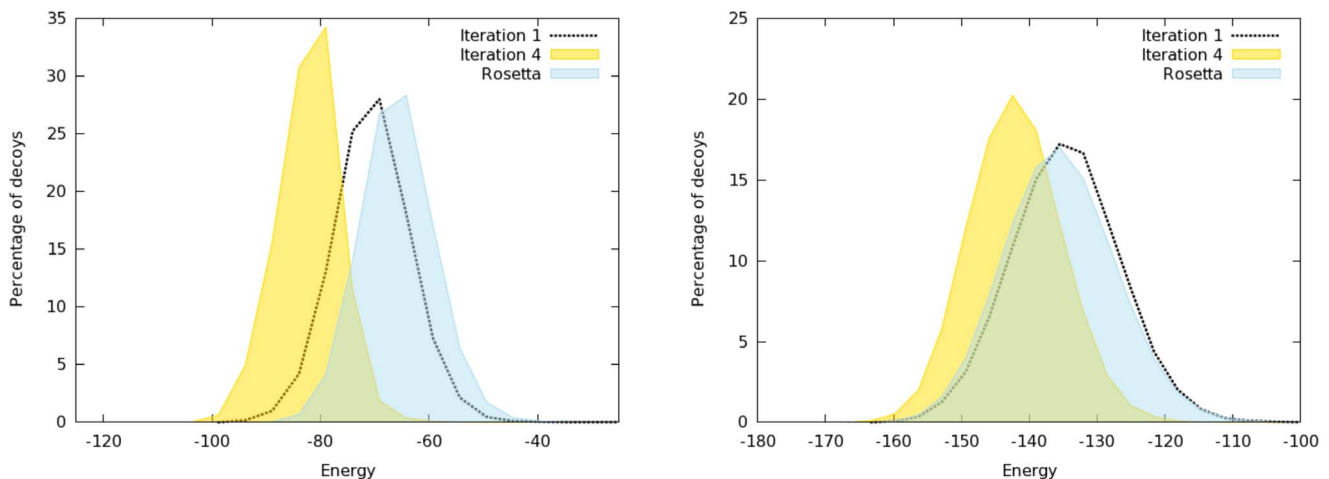 35
30
25
20
15
10
5
0
Percentage of decoys
Iteration 1
Iteration 4
Rosetta
-120
-100
-80
-60
-40
Energy
25
20
15
10
5
0
Percentage of decoys
Iteration 1
Iteration 4
Rosetta
-180
-170
-160
-150
-140
-130
-120
-110
-100
Energy